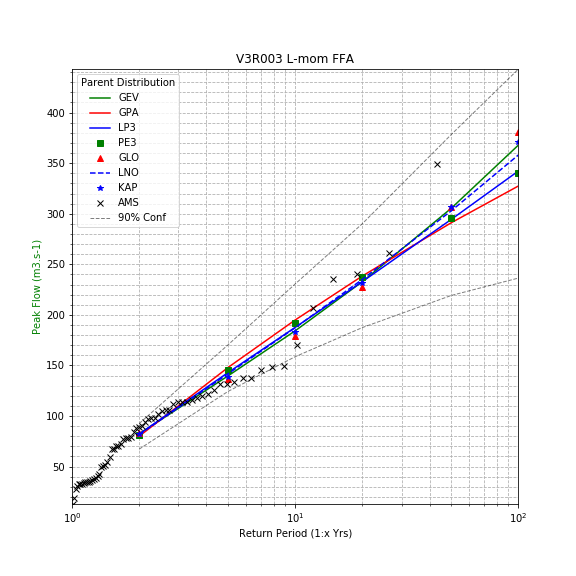 V3R003 L-mom FFA
Parent Distribution
GEV
GPA
LP3
PE3
GLO
LNO
KAP
AMS
90% Conf
400
350
300
250
200
150
100
50
Peak Flow (m3.s-1)
10⁰ 10¹ 10²
Return Period (1:x Yrs)